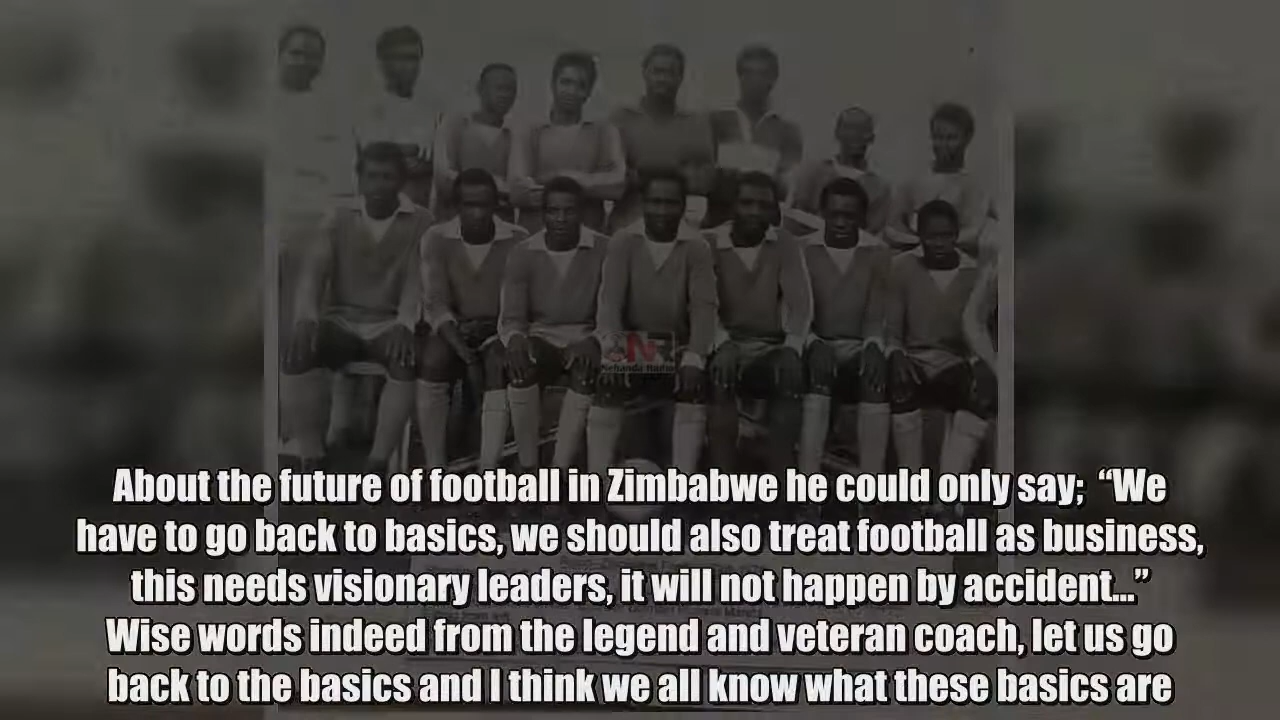 NR
Nehanda Radio
About the future of football in Zimbabwe he could only say; “We
have to go back to basics, we should also treat football as business,
this needs visionary leaders, it will not happen by accident...”
Wise words indeed from the legend and veteran coach, let us go
back to the basics and I think we all know what these basics are